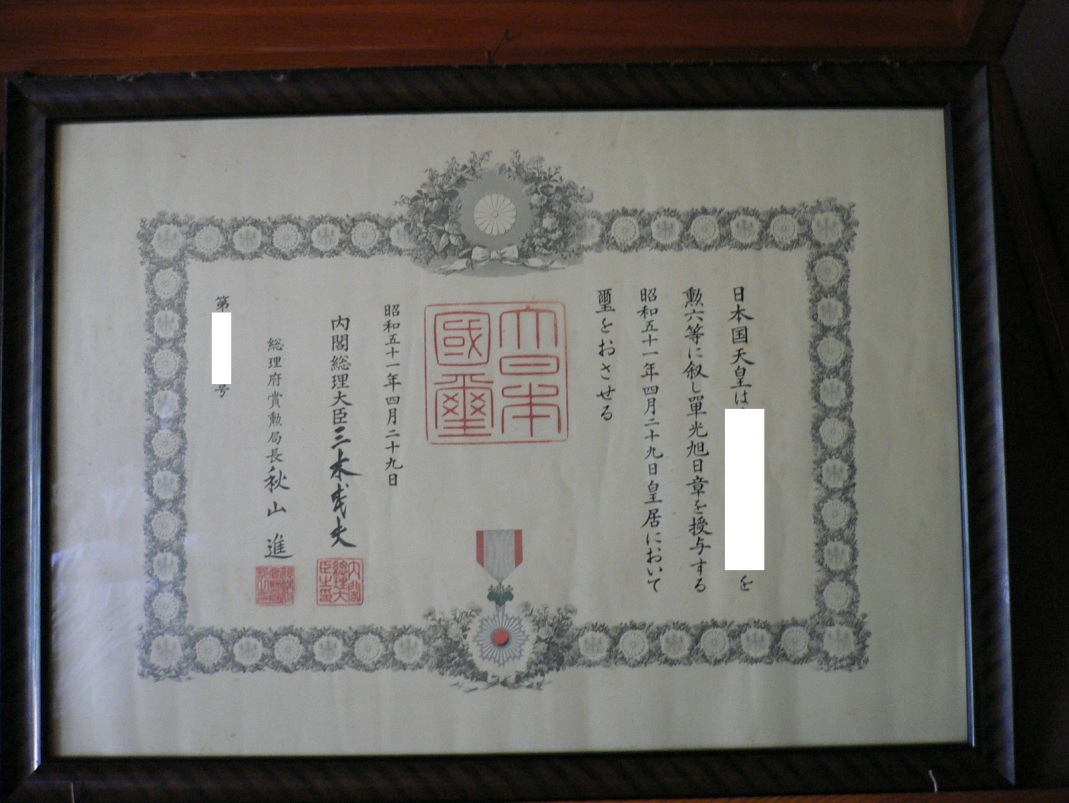 日本国天皇は
を
勲六等に叙し單光旭日章を授与する
昭和五十一年四月二十九日皇居において
璽をおさせる
大日本國璽
昭和五十一年四月二十九日
内閣総理大臣三木武夫
内閣総理大臣之印
総理府賞勲局長秋山進
第
号